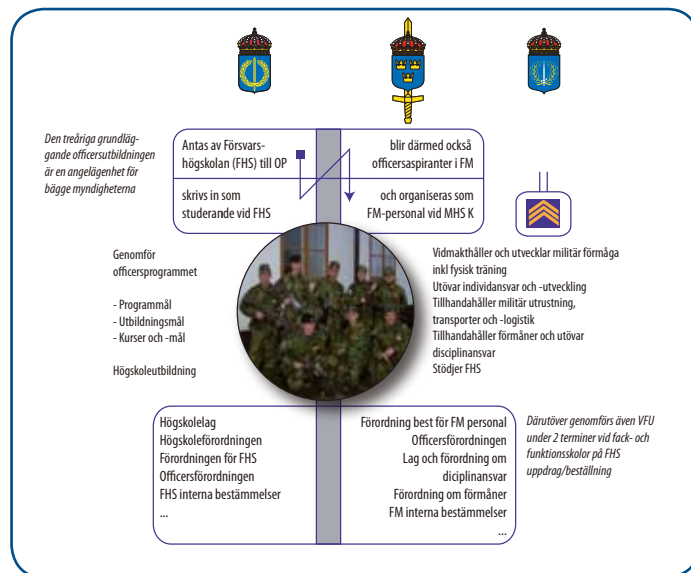 Den treåriga grundläg-
gande officersutbildningen
är en angelägenhet för
bägge myndigheterna
Antas av Försvars-
högskolan (FHS) till OP
blir därmed också
officersaspiranter i FM
skrivs in som
studerande vid FHS
och organiseras som
FM-personal vid MHS K
Genomför
officersprogrammet
- Programmål
- Utbildningsmål
- Kurser och -mål
Högskoleutbildning
Vidmakthåller och utvecklar militär förmåga
inkl fysisk träning
Utövar individansvar och -utveckling
Tillhandahåller militär utrustning,
transporter och -logistik
Tillhandahåller förmåner och utövar
disciplinansvar
Stödjer FHS
Högskolelag
Högskoleförordningen
Förordningen för FHS
Officersförordningen
FHS interna bestämmelser
...
Förordning best för FM personal
Officersförordningen
Lag och förordning om
diciplinansvar
Förordning om förmåner
FM interna bestämmelser
...
Därutöver genomförs även VFU
under 2 terminer vid fack- och
funktionsskolor på FHS
uppdrag/beställning